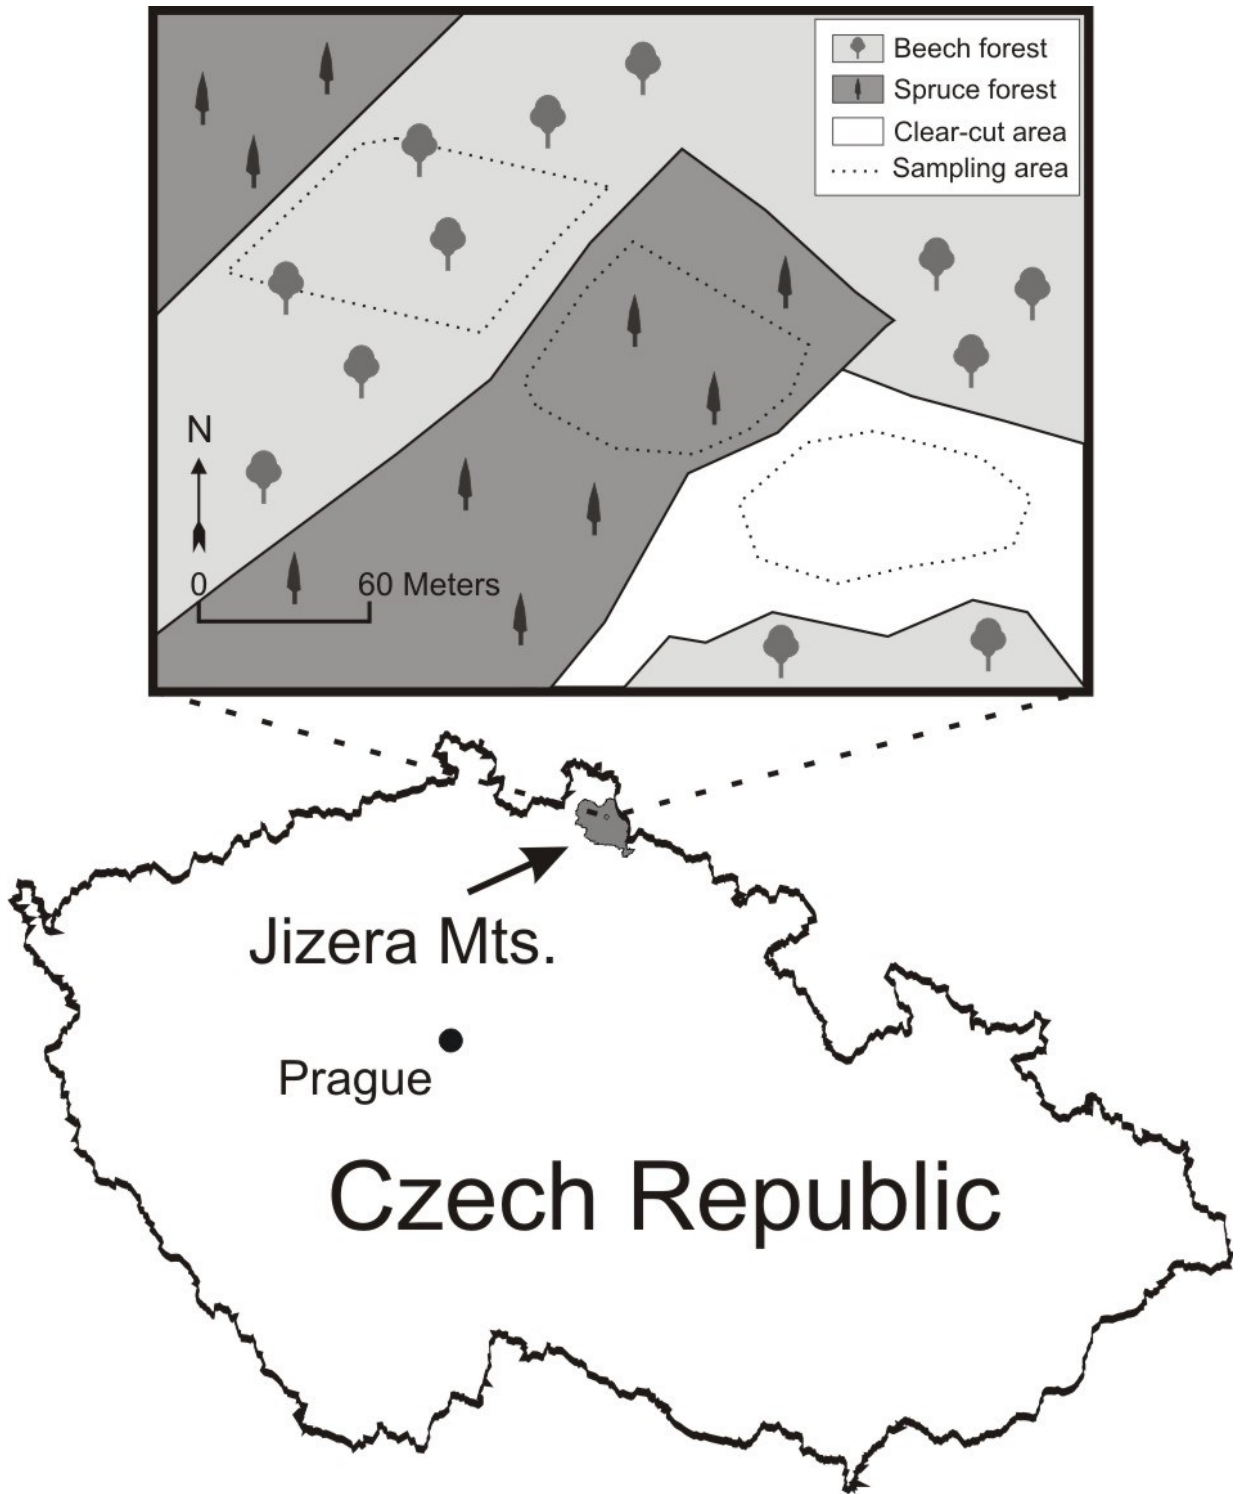 Beech forest
Spruce forest
Clear-cut area
Sampling area
N
0 60 Meters
Jizera Mts.
Prague
Czech Republic